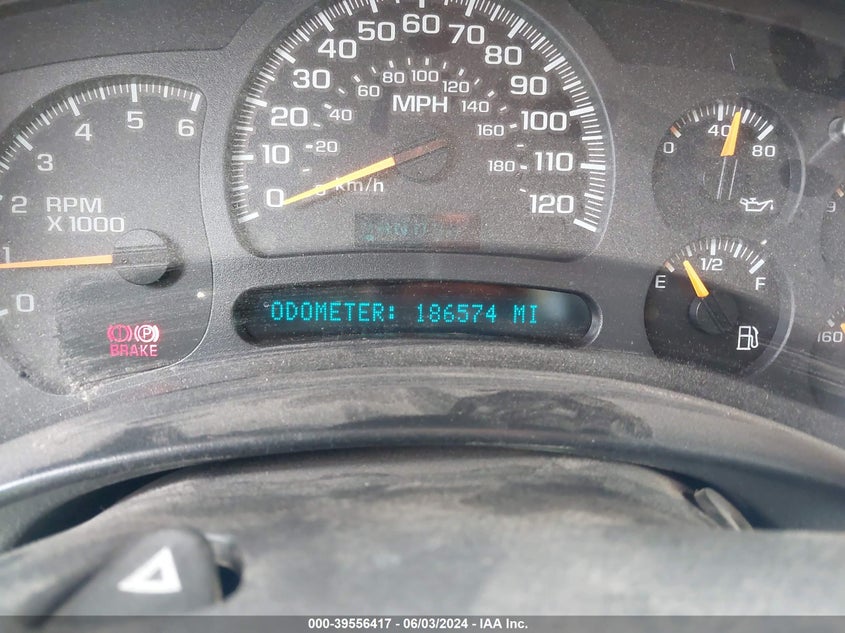 0 10 20 30 40 50 60 70 80 90 100 110 120
20 40 60 80 100 120 140 160 180
MPH
km/h
0 1 2 3 4 5 6
RPM
X 1000
BRAKE
ODOMETER: 186574 MI
0 40 80
E 1/2 F
160
000-39556417 - 06/03/2024 - IAA Inc.